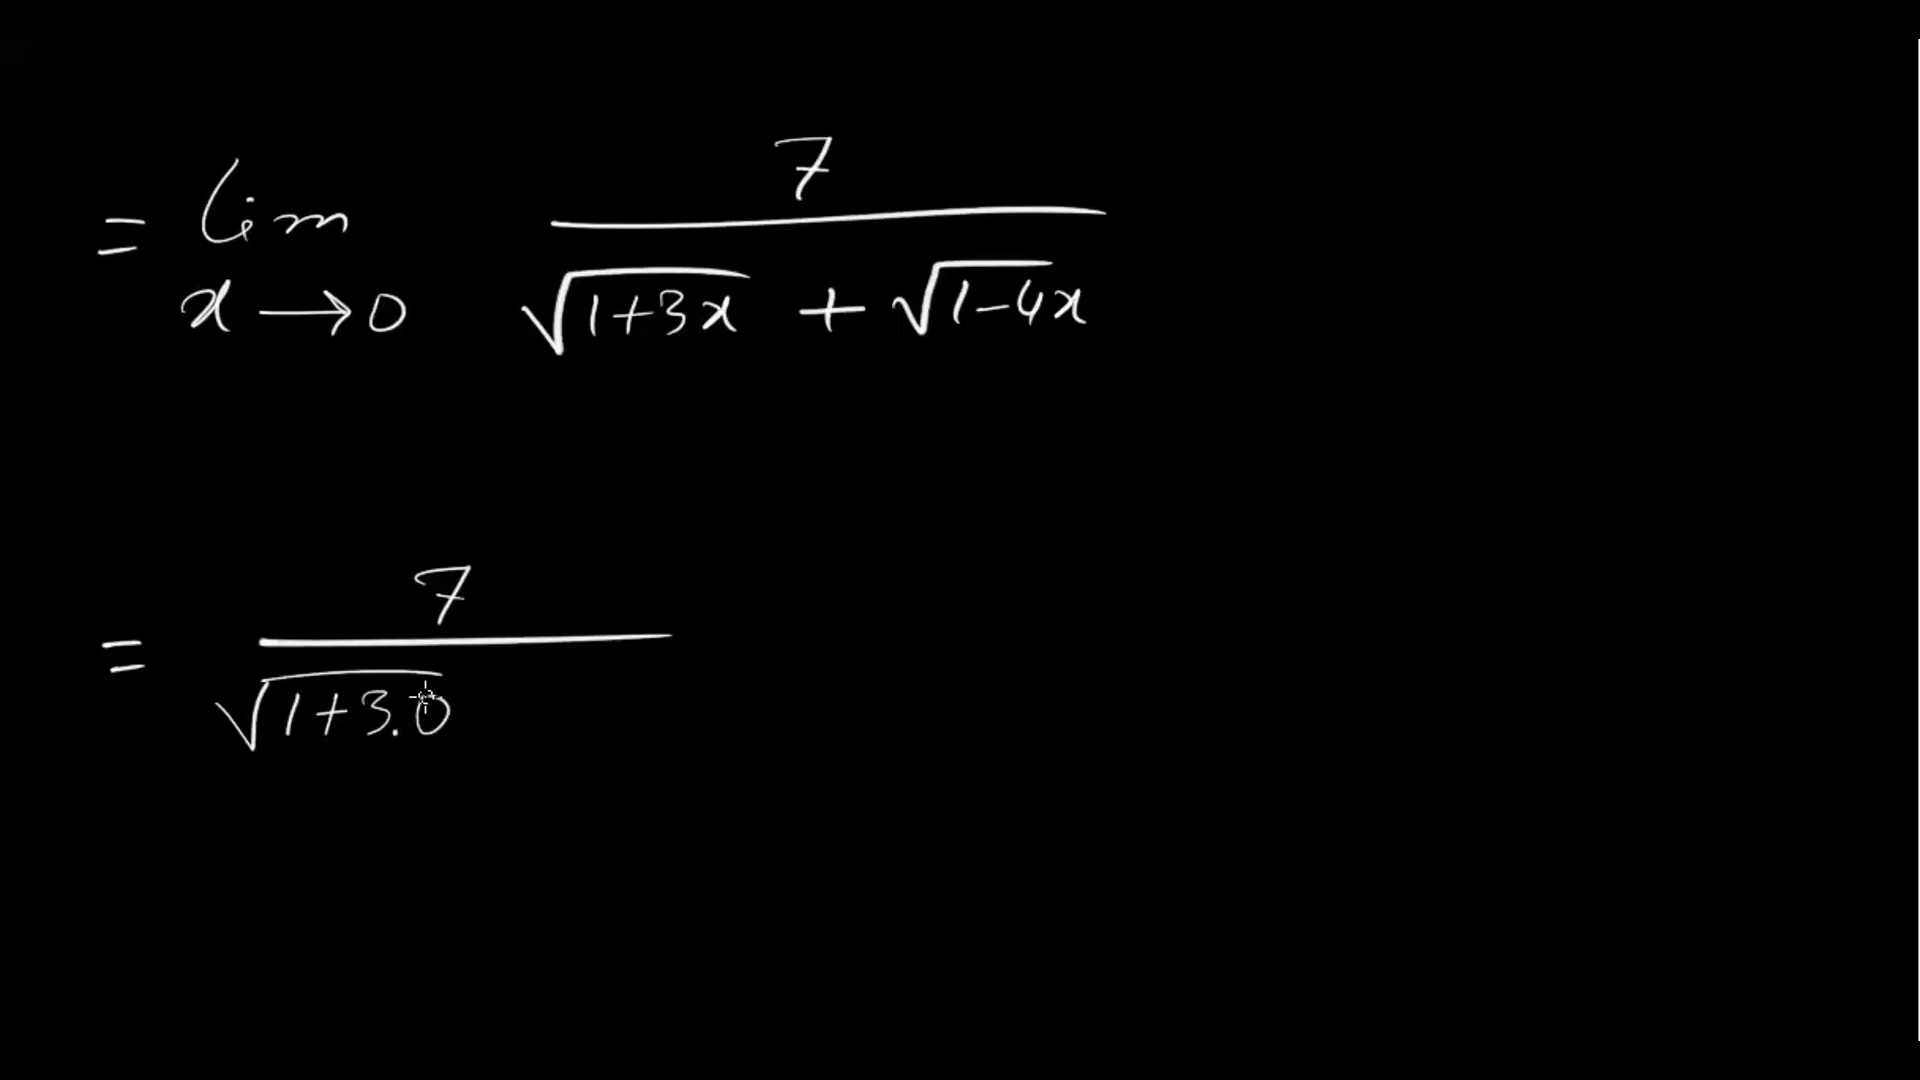 = lim 7
x → 0 √1+3x + √1-4x
= 7
√1+3.0